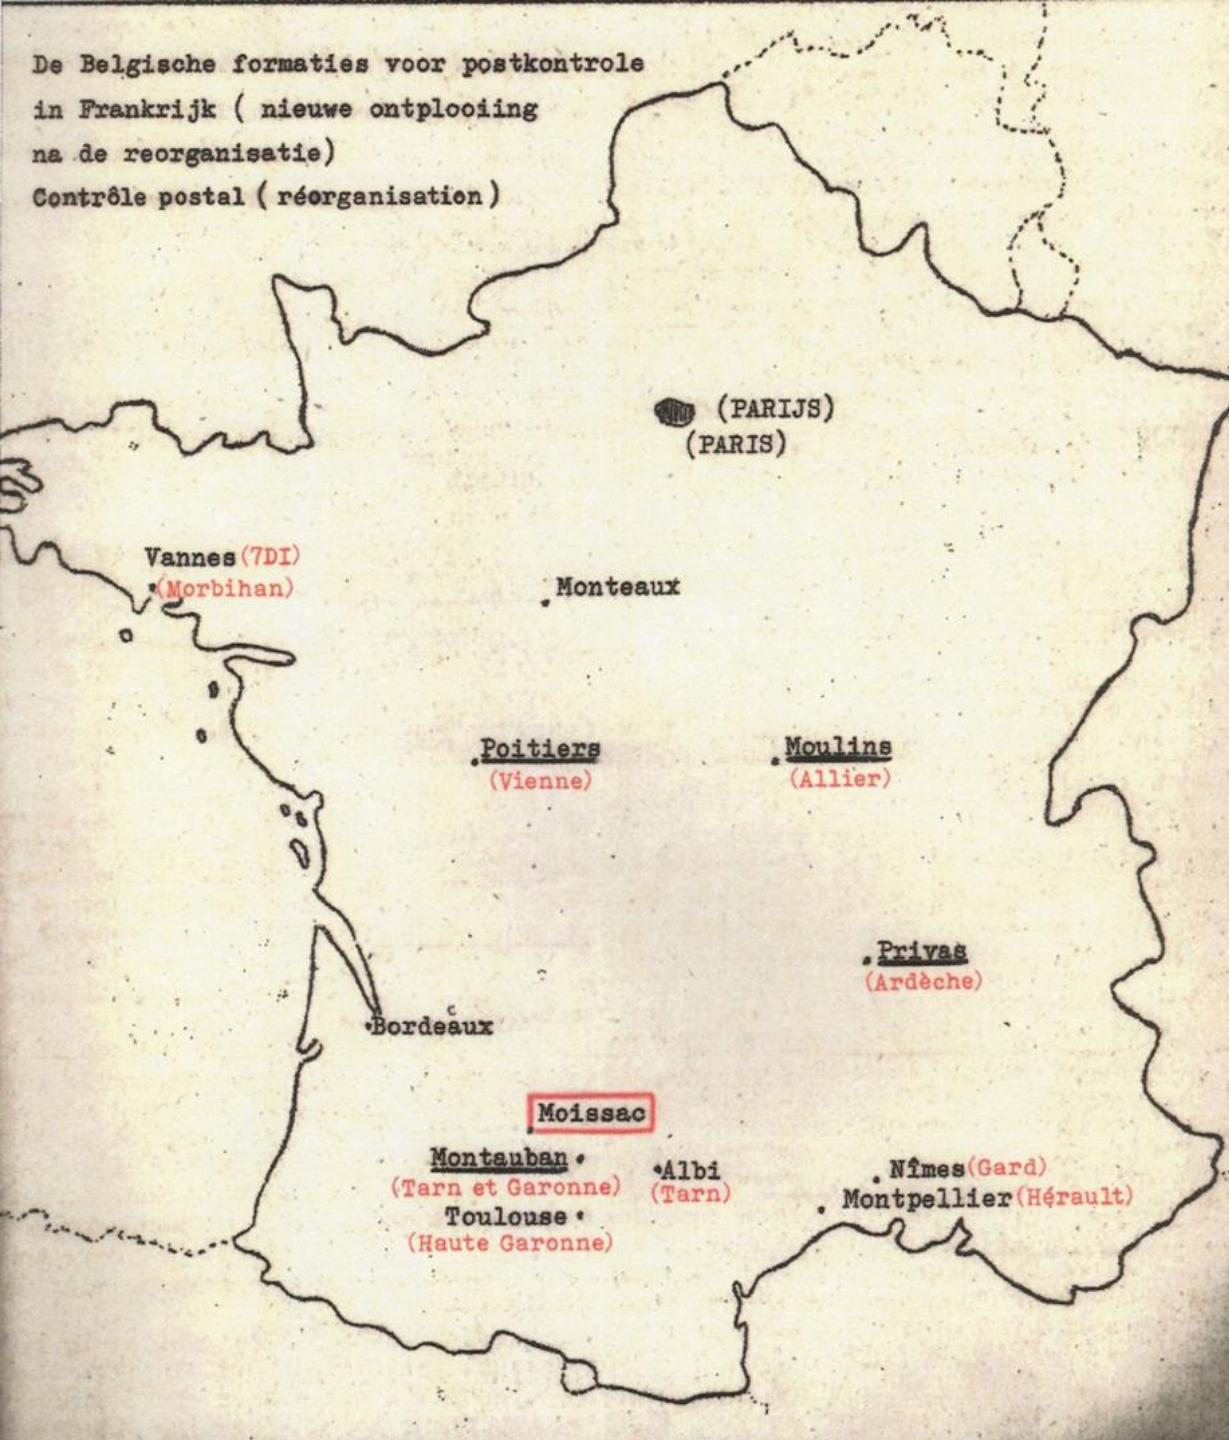 De Belgische formaties voor postkontrole
in Frankrijk ( nieuwe ontplooiing
na de reorganisatie)
Contrôle postal ( réorganisation )
(PARIJS)
(PARIS)
Vannes (7DI)
(Morbihan)
Monteaux
Poitiers
(Vienne)
Moulins
(Allier)
Privas
(Ardèche)
Bordeaux
Moissac
Montauban
(Tarn et Garonne)
Albi
(Tarn)
Toulouse
(Haute Garonne)
Nîmes (Gard)
Montpellier (Hérault)